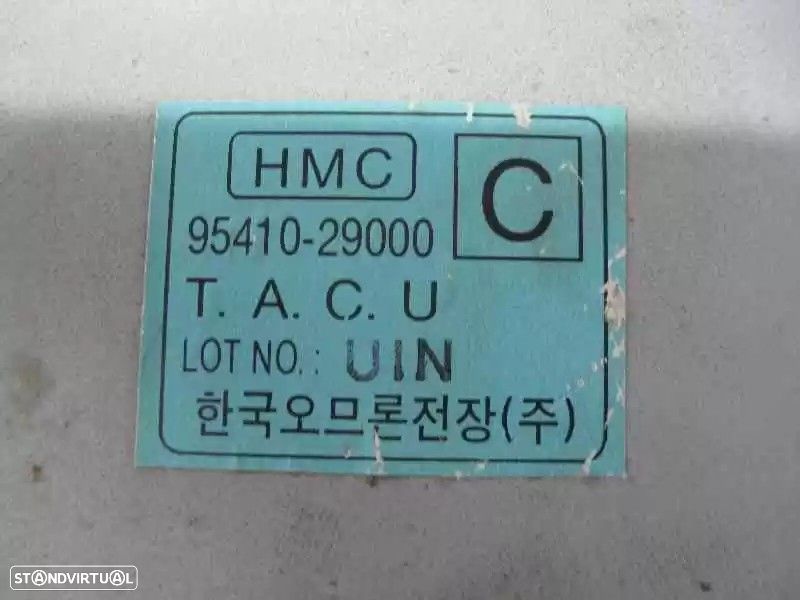 HMC
C
95410-29000
T. A. C. U
LOT NO.: UIN
한국오므론전장(주)
STANDVIRTUAL